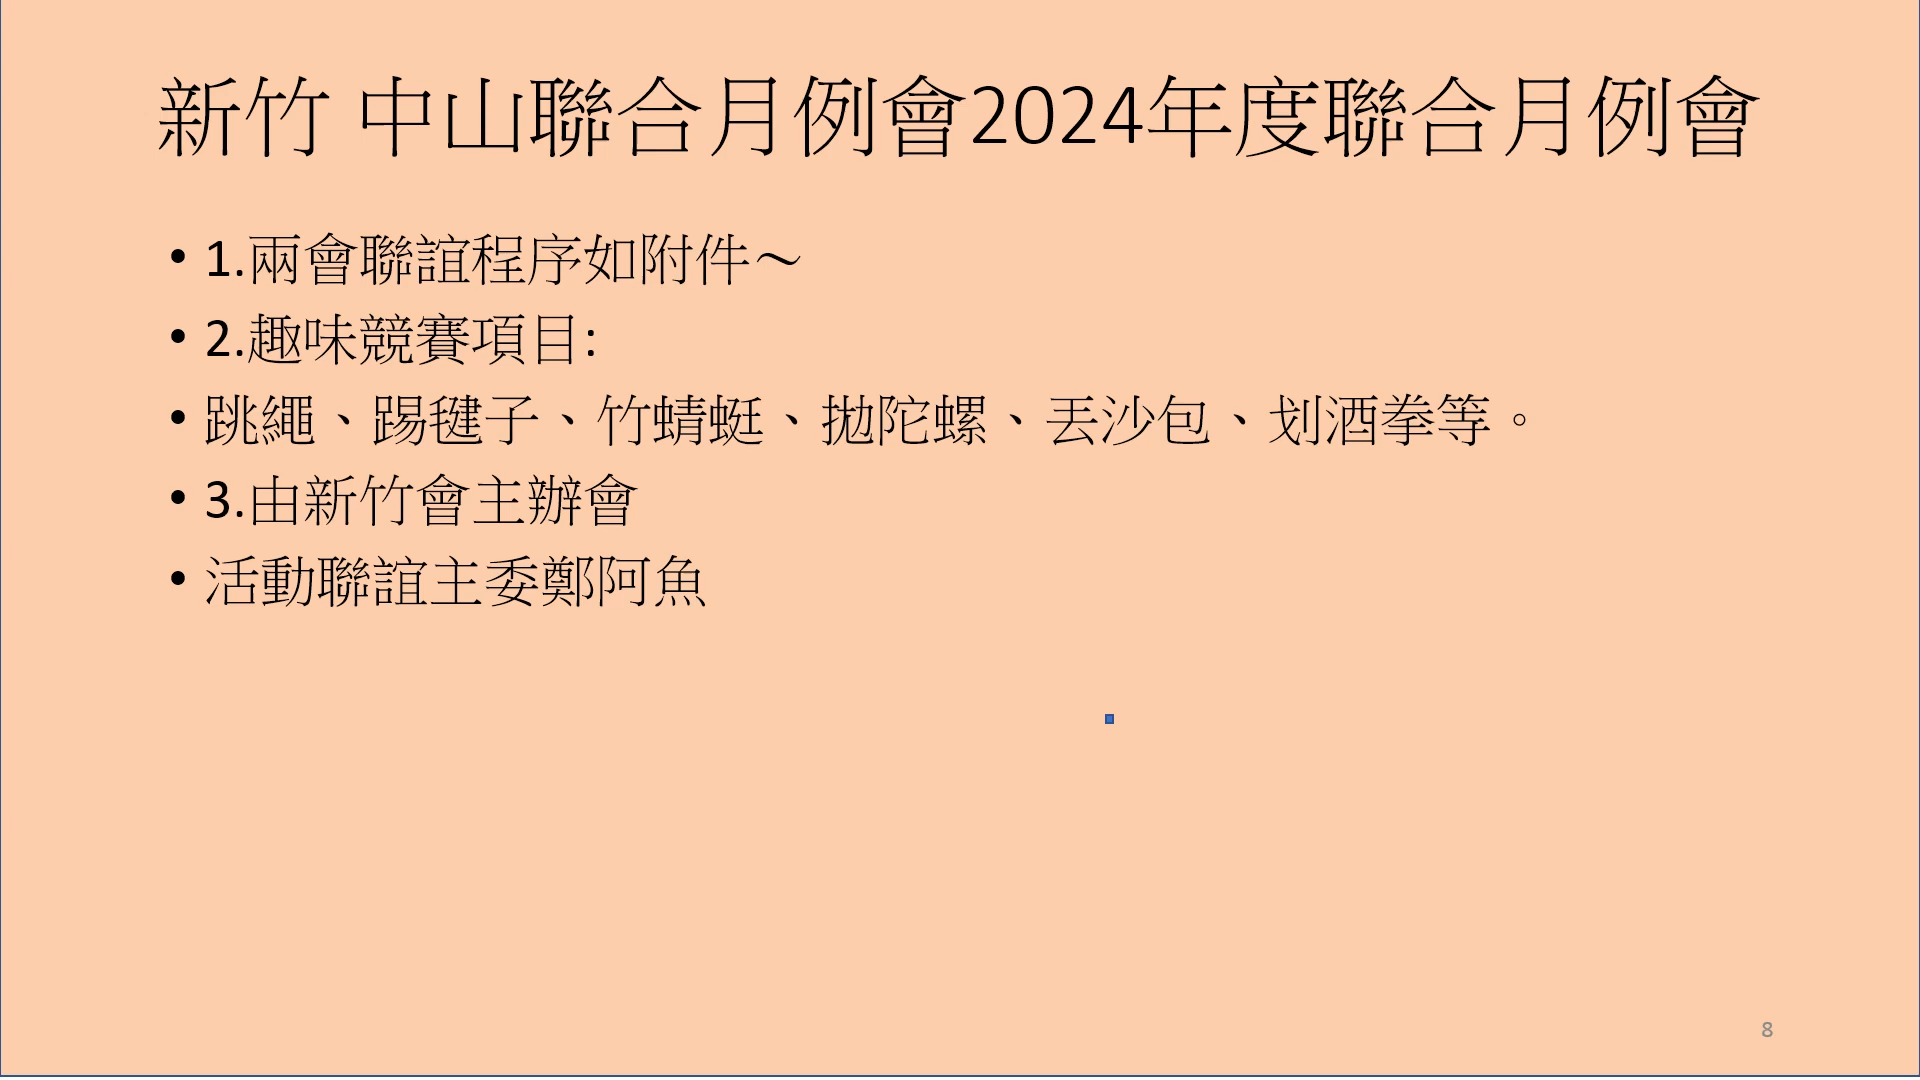 新竹 中山聯合月例會2024年度聯合月例會
• 1.兩會聯誼程序如附件～
• 2.趣味競賽項目:
• 跳繩、踢毽子、竹蜻蜓、拋陀螺、丟沙包、划酒拳等。
• 3.由新竹會主辦會
• 活動聯誼主委鄭阿魚
8